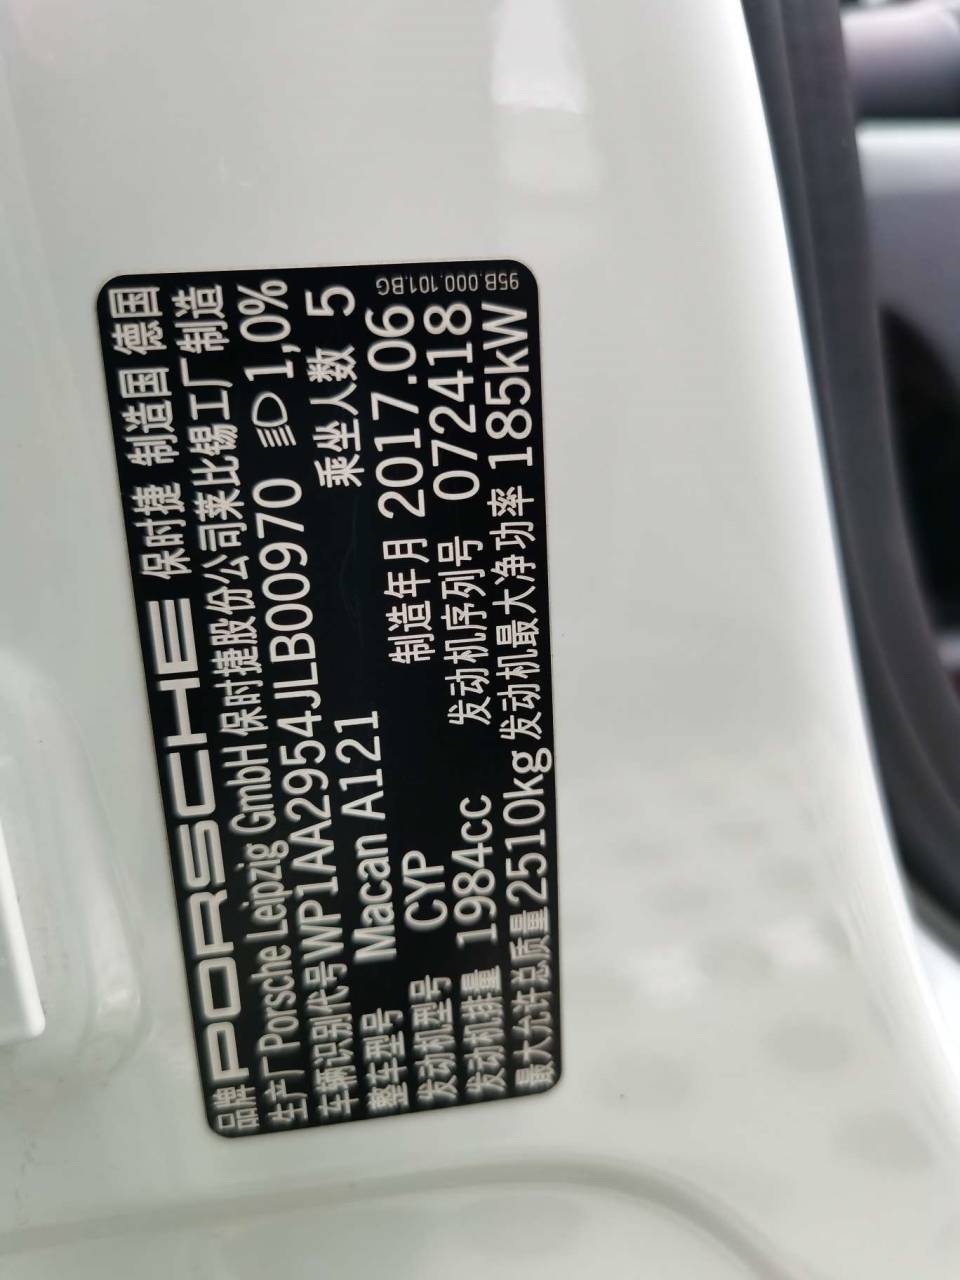 品牌 PORSCHE 保时捷 制造国 德国
生产厂 Porsche Leipzig GmbH 保时捷股份公司莱比锡工厂制造
车辆识别代号 WP1AA2954JLB00970 1,0%
整车型号 Macan A121 乘坐人数 5
发动机型号 CYP 制造年月 2017.06
发动机排量 1984cc 发动机序列号 072418
最大允许总质量 2510kg 发动机最大净功率 185kW
95B.000.101.BG